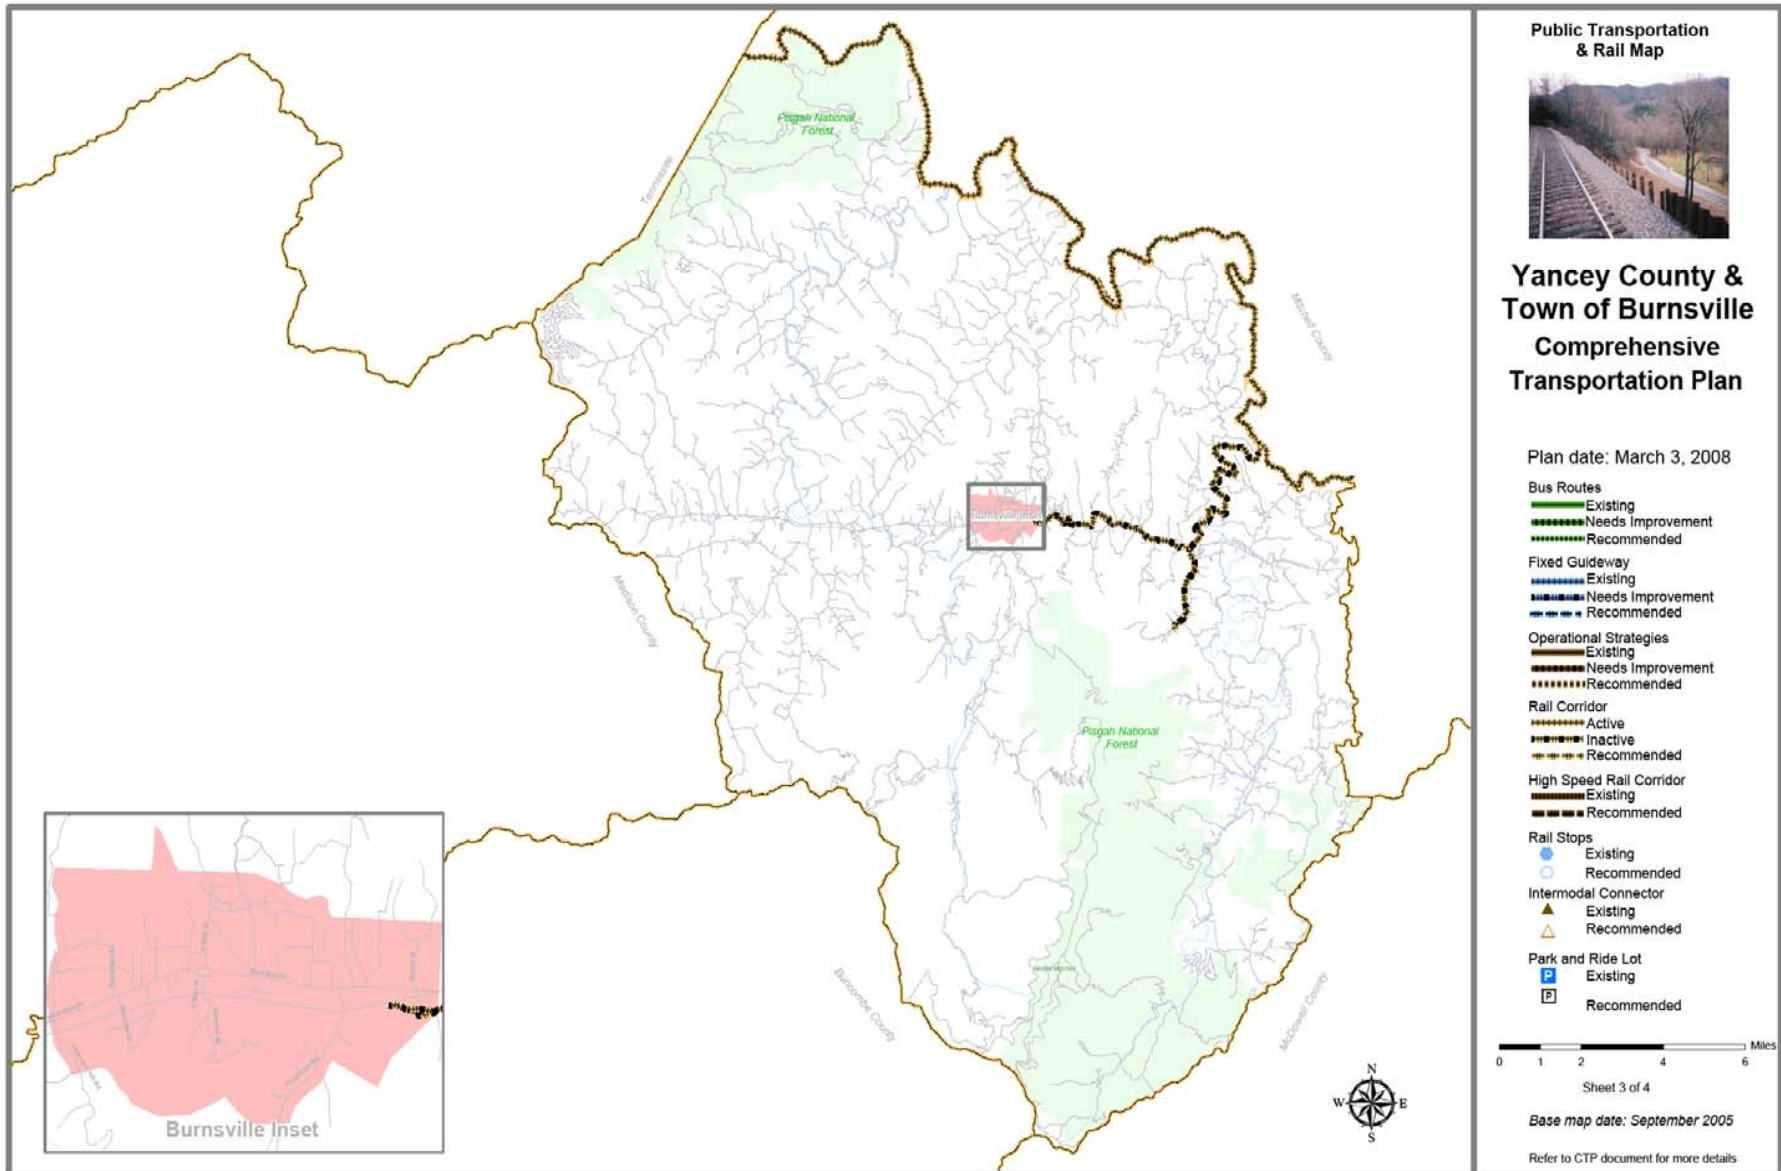 Public Transportation
& Rail Map
Yancey County &
Town of Burnsville
Comprehensive
Transportation Plan
Plan date: March 3, 2008
Bus Routes
Existing
Needs Improvement
Recommended
Fixed Guideway
Existing
Needs Improvement
Recommended
Operational Strategies
Existing
Needs Improvement
Recommended
Rail Corridor
Active
Inactive
Recommended
High Speed Rail Corridor
Existing
Recommended
Rail Stops
Existing
Recommended
Intermodal Connector
Existing
Recommended
Park and Ride Lot
P Existing
P Recommended
0 1 2 4 6 Miles
Sheet 3 of 4
Base map date: September 2005
Refer to CTP document for more details
Pisgah National
Forest
Tennessee
Mitchell County
Burnsville Inset
Madison County
Pisgah National
Forest
Buncombe County
McDowell County
N
W E
S
Burnsville Inset